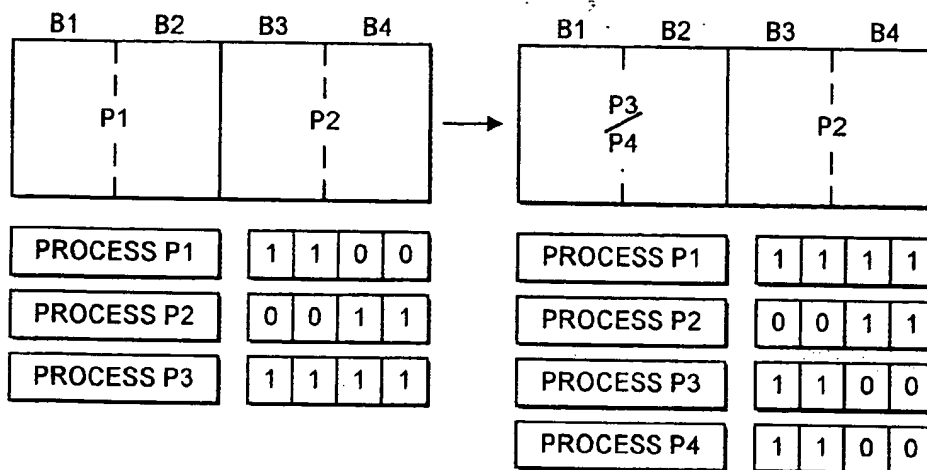 B1 B2 B3 B4
P1 P2
PROCESS P1 1 1 0 0
PROCESS P2 0 0 1 1
PROCESS P3 1 1 1 1
B1 B2 B3 B4
P3
P4
P2
PROCESS P1 1 1 1 1
PROCESS P2 0 0 1 1
PROCESS P3 1 1 0 0
PROCESS P4 1 1 0 0